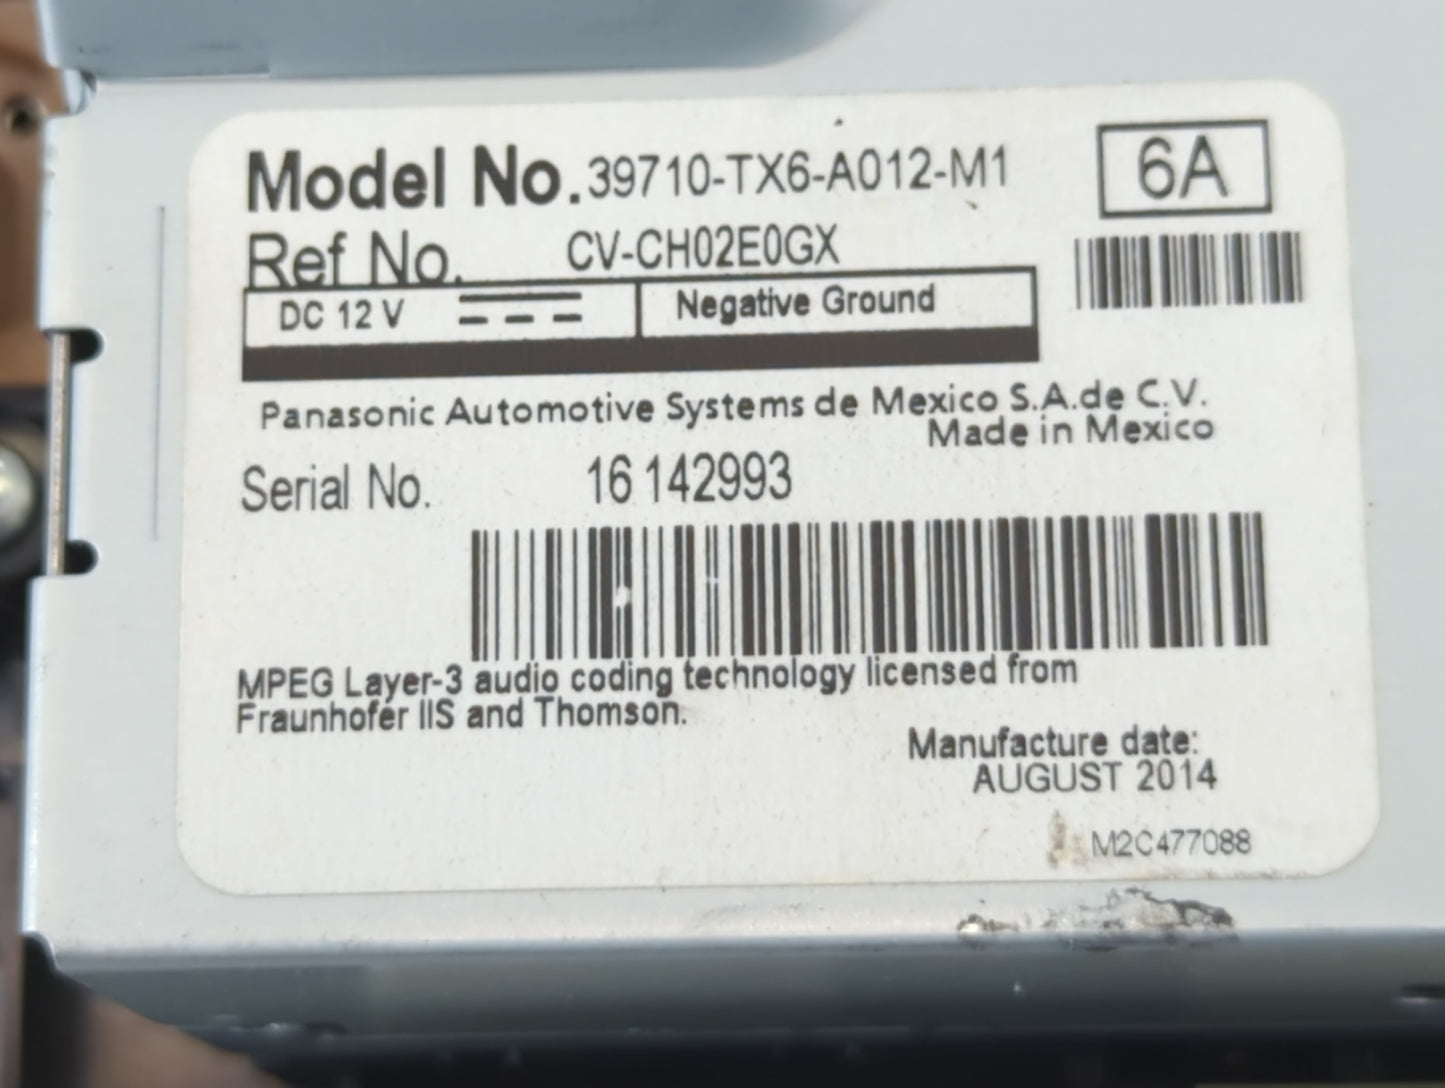 Model No. 39710-TX6-A012-M1
6A
Ref No. CV-CH02E0GX
DC 12 V Negative Ground
Panasonic Automotive Systems de Mexico S.A.de C.V.
Made in Mexico
Serial No. 16 142993
MPEG Layer-3 audio coding technology licensed from
Fraunhofer IIS and Thomson.
Manufacture date:
AUGUST 2014
M2C477088